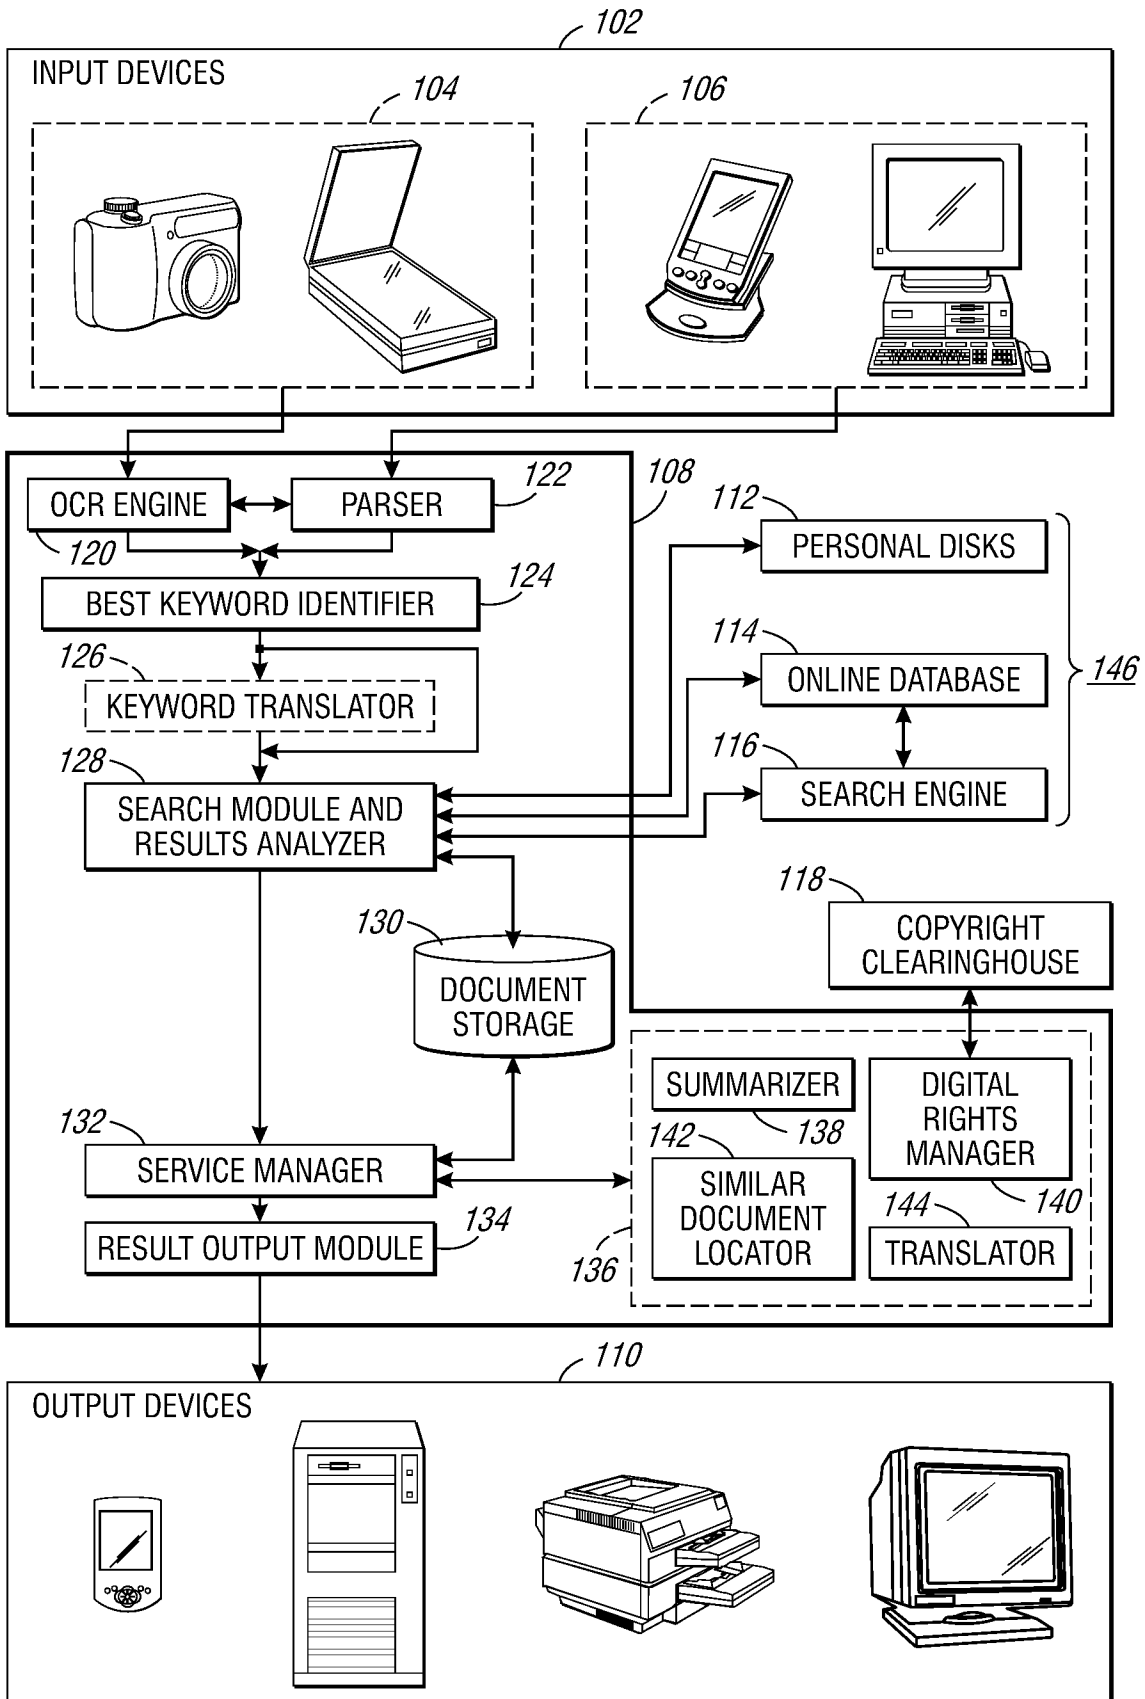 102
INPUT DEVICES
104
106
OCR ENGINE
120
PARSER
122
108
112
PERSONAL DISKS
BEST KEYWORD IDENTIFIER
124
114
ONLINE DATABASE
146
126
KEYWORD TRANSLATOR
116
SEARCH ENGINE
128
SEARCH MODULE AND
RESULTS ANALYZER
118
COPYRIGHT
CLEARINGHOUSE
130
DOCUMENT
STORAGE
SUMMARIZER
138
DIGITAL
RIGHTS
MANAGER
140
132
SERVICE MANAGER
142
SIMILAR
DOCUMENT
LOCATOR
144
TRANSLATOR
RESULT OUTPUT MODULE
134
136
110
OUTPUT DEVICES